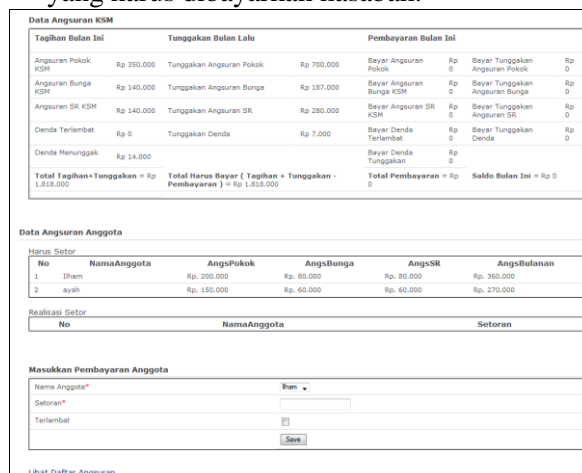 yang harus dibayarkan nasabah.
Data Angsuran KSM
Tagihan Bulan Ini Tunggakan Bulan Lalu Pembayaran Bulan Ini
Angsuran Pokok KSM Rp 350.000 Tunggakan Angsuran Pokok Rp 700.000 Bayar Angsuran Pokok Rp 0 Bayar Tunggakan Angsuran Pokok Rp 0
Angsuran Bunga KSM Rp 140.000 Tunggakan Angsuran Bunga Rp 187.000 Bayar Angsuran Bunga KSM Rp 0 Bayar Tunggakan Angsuran Bunga Rp 0
Angsuran SR KSM Rp 140.000 Tunggakan Angsuran SR Rp 280.000 Bayar Angsuran SR KSM Rp 0 Bayar Tunggakan Angsuran SR Rp 0
Denda Terlambat Rp 0 Tunggakan Denda Rp 7.000 Bayar Denda Terlambat Rp 0 Bayar Tunggakan Denda Rp 0
Denda Menunggak Rp 14.000 Bayar Denda Tunggakan Rp 0
Total Tagihan+Tunggakan = Rp 1.818.000 Total Harus Bayar ( Tagihan + Tunggakan - Pembayaran ) = Rp 1.818.000 Total Pembayaran = Rp 0 Saldo Bulan Ini = Rp 0
Data Angsuran Anggota
Harus Setor
No NamaAnggota AngsPokok AngsBunga AngsSR AngsBulanan
1 Ilham Rp. 200.000 Rp. 80.000 Rp. 80.000 Rp. 360.000
2 ayah Rp. 150.000 Rp. 60.000 Rp. 60.000 Rp. 270.000
Realisasi Setor
No NamaAnggota Setoran
Masukkan Pembayaran Anggota
Nama Anggota* Ilham
Setoran*
Terlambat
Save
Lihat Daftar Angsuran